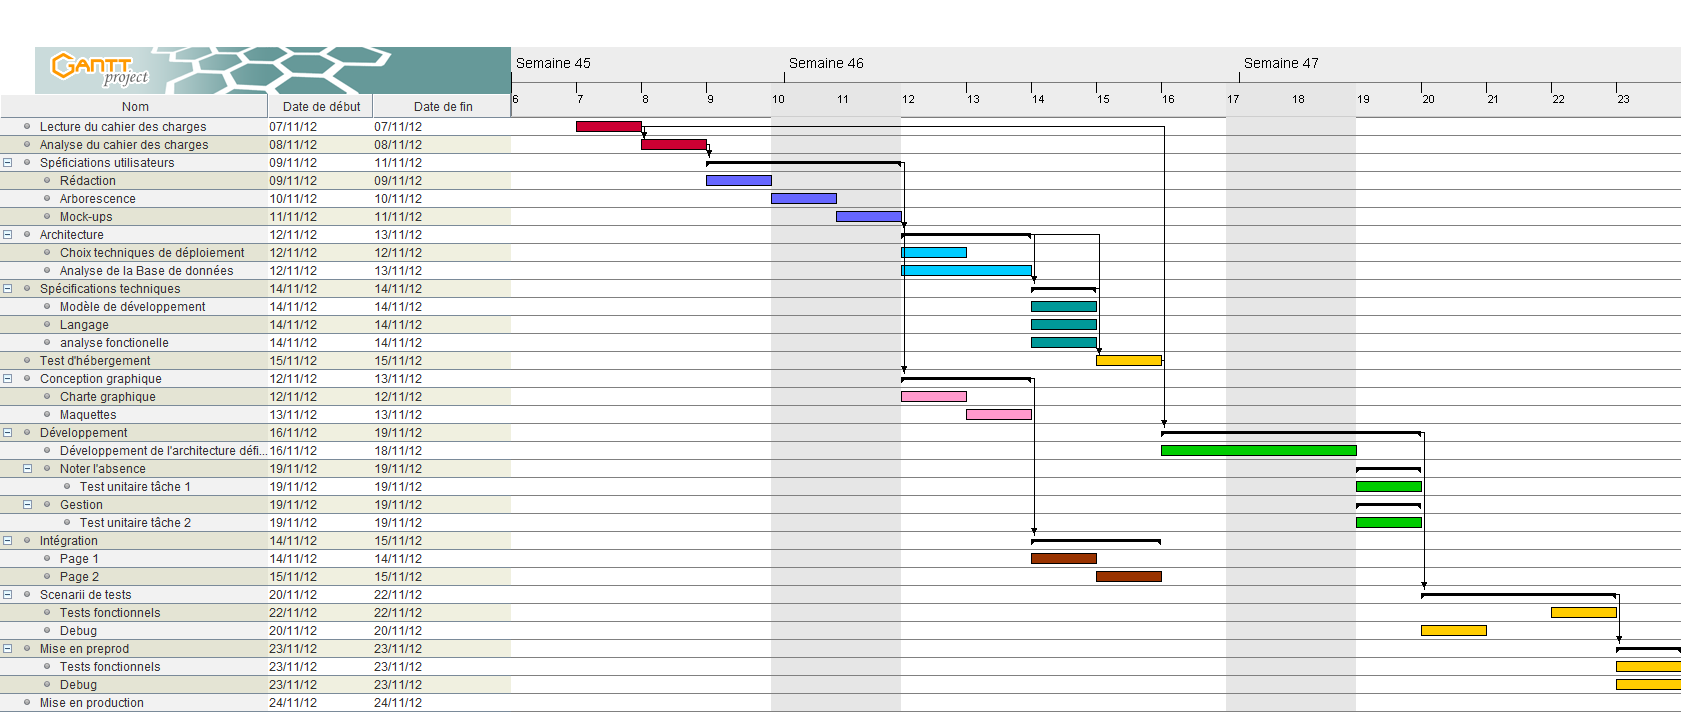 GANTT
project
Semaine 45 Semaine 46 Semaine 47
Nom Date de début Date de fin 6 7 8 9 10 11 12 13 14 15 16 17 18 19 20 21 22 23
Lecture du cahier des charges 07/11/12 07/11/12
Analyse du cahier des charges 08/11/12 08/11/12
Spéficiations utilisateurs 09/11/12 11/11/12
Rédaction 09/11/12 09/11/12
Arborescence 10/11/12 10/11/12
Mock-ups 11/11/12 11/11/12
Architecture 12/11/12 13/11/12
Choix techniques de déploiement 12/11/12 12/11/12
Analyse de la Base de données 12/11/12 13/11/12
Spécifications techniques 14/11/12 14/11/12
Modèle de développement 14/11/12 14/11/12
Langage 14/11/12 14/11/12
analyse fonctionelle 14/11/12 14/11/12
Test d'hébergement 15/11/12 15/11/12
Conception graphique 12/11/12 13/11/12
Charte graphique 12/11/12 12/11/12
Maquettes 13/11/12 13/11/12
Développement 16/11/12 19/11/12
Développement de l'architecture défi... 16/11/12 18/11/12
Noter l'absence 19/11/12 19/11/12
Test unitaire tâche 1 19/11/12 19/11/12
Gestion 19/11/12 19/11/12
Test unitaire tâche 2 19/11/12 19/11/12
Intégration 14/11/12 15/11/12
Page 1 14/11/12 14/11/12
Page 2 15/11/12 15/11/12
Scenarii de tests 20/11/12 22/11/12
Tests fonctionnels 22/11/12 22/11/12
Debug 20/11/12 20/11/12
Mise en preprod 23/11/12 23/11/12
Tests fonctionnels 23/11/12 23/11/12
Debug 23/11/12 23/11/12
Mise en production 24/11/12 24/11/12